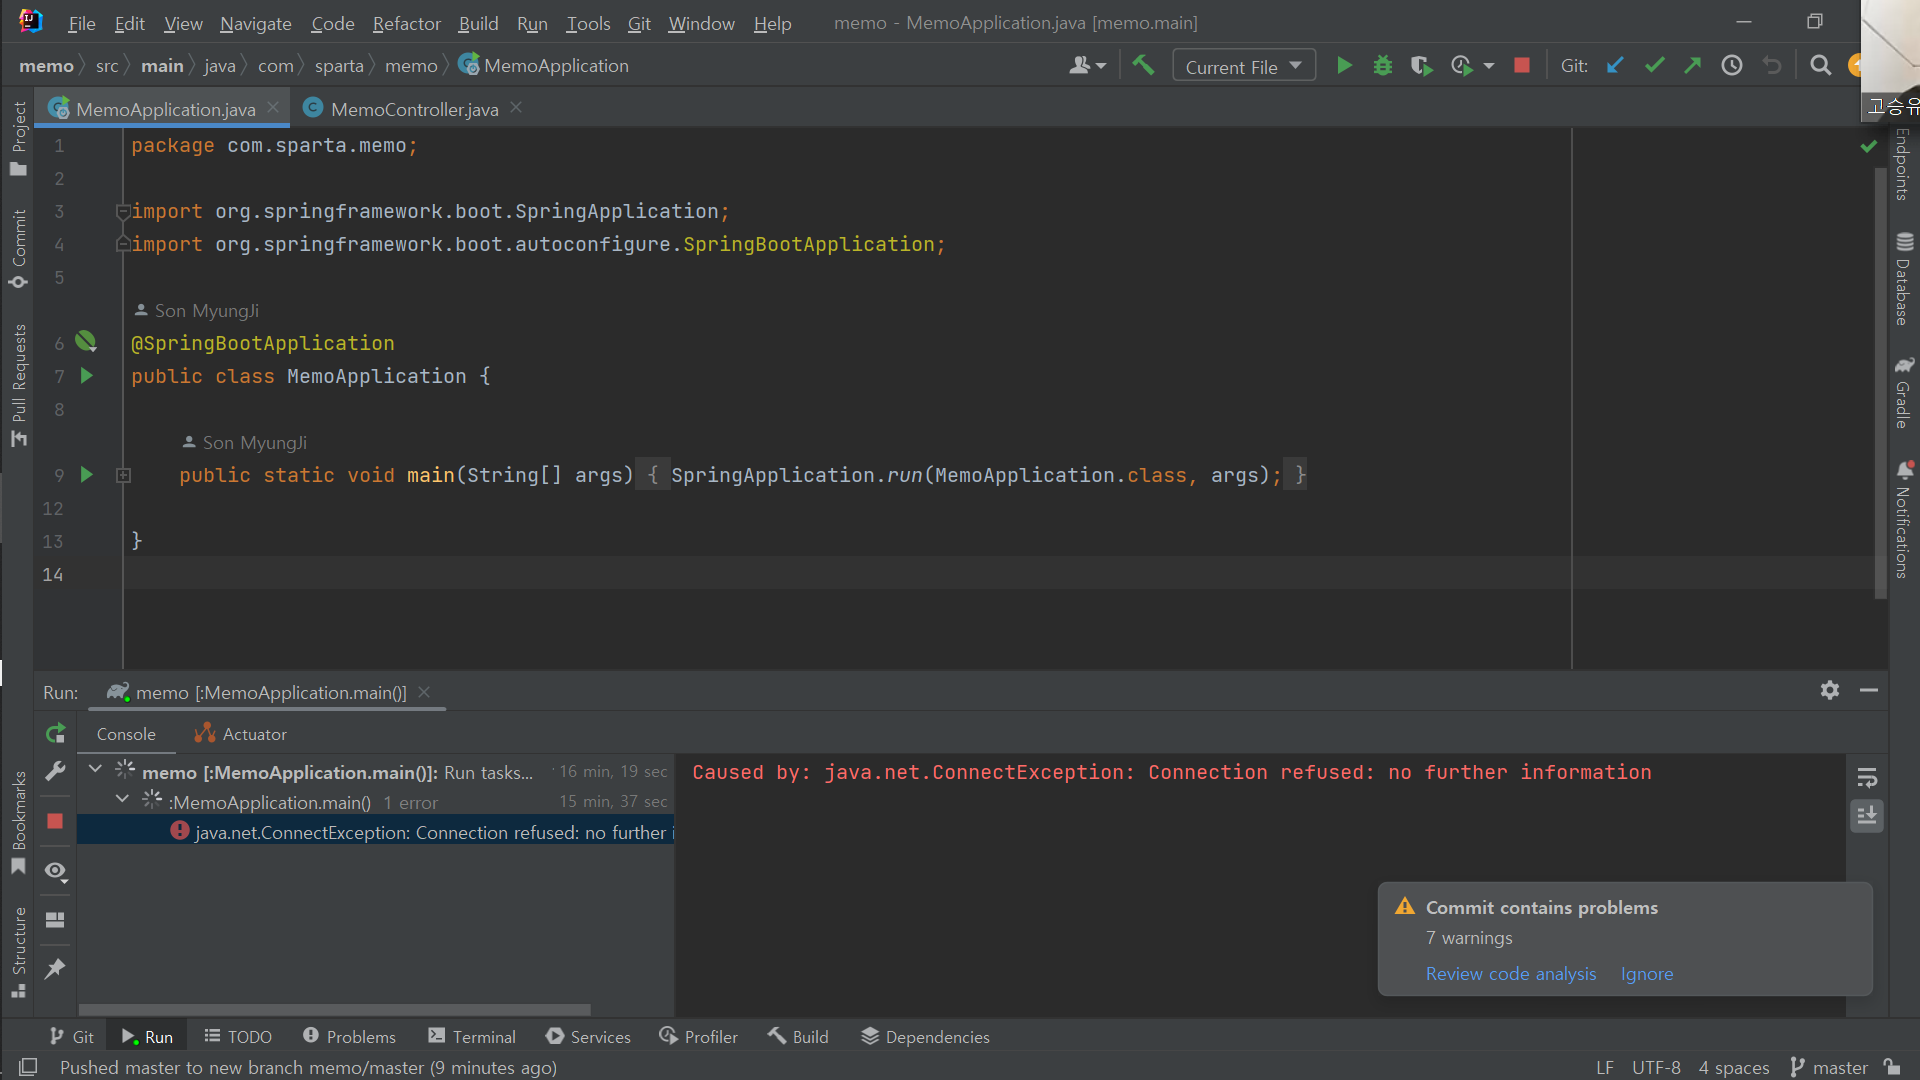 File Edit View Navigate Code Refactor Build Run Tools Git Window Help memo - MemoApplication.java [memo.main]
memo src main java com sparta memo MemoApplication Current File Git:
고승유
MemoApplication.java MemoController.java
Project
Commit
Pull Requests
Bookmarks
Structure
Endpoints
Database
Gradle
Notifications
1 package com.sparta.memo;
2
3 import org.springframework.boot.SpringApplication;
4 import org.springframework.boot.autoconfigure.SpringBootApplication;
5
Son MyungJi
6 @SpringBootApplication
7 public class MemoApplication {
8
Son MyungJi
9 public static void main(String[] args) { SpringApplication.run(MemoApplication.class, args); }
12
13 }
14
Run: memo [:MemoApplication.main()]
Console Actuator
memo [:MemoApplication.main()]: Run tasks... 16 min, 19 sec
:MemoApplication.main() 1 error 15 min, 37 sec
java.net.ConnectException: Connection refused: no further i
Caused by: java.net.ConnectException: Connection refused: no further information
Commit contains problems
7 warnings
Review code analysis Ignore
Git Run TODO Problems Terminal Services Profiler Build Dependencies
Pushed master to new branch memo/master (9 minutes ago) LF UTF-8 4 spaces master